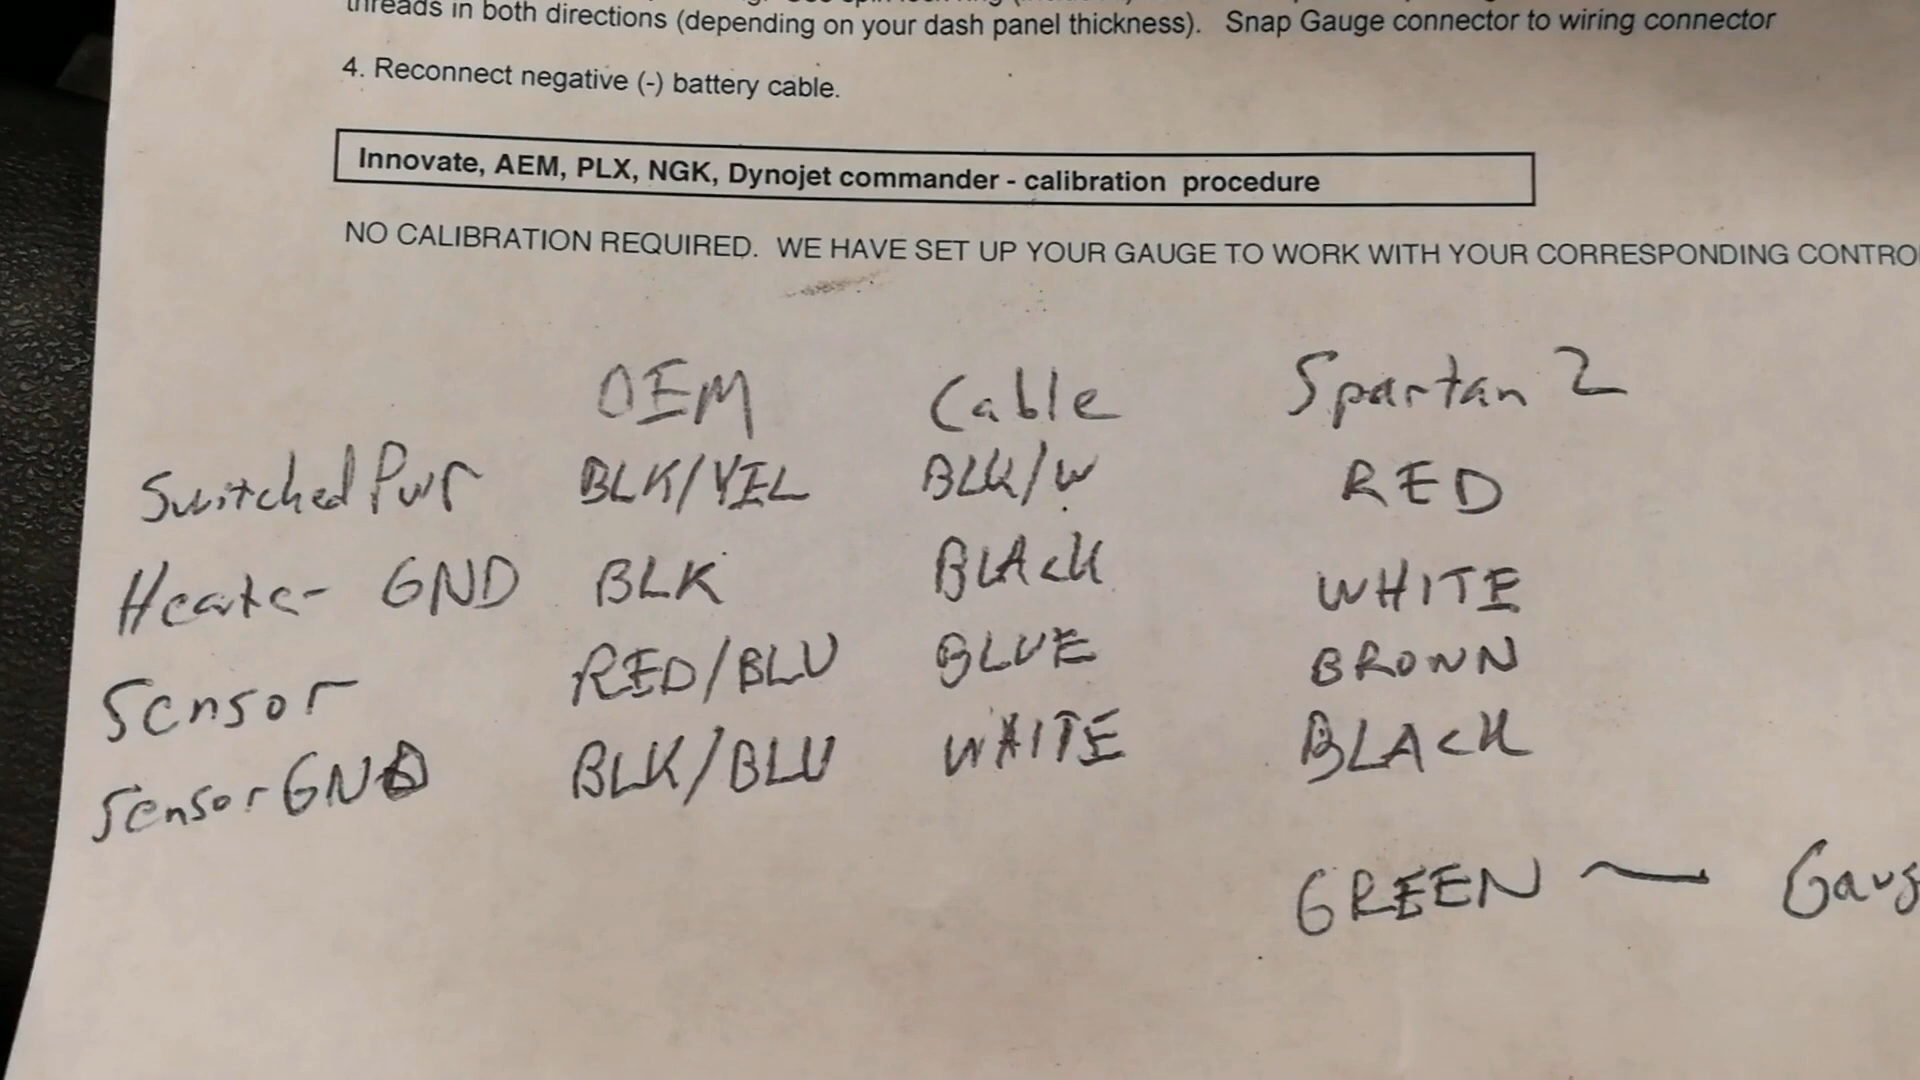 threads in both directions (depending on your dash panel thickness). Snap Gauge connector to wiring connector
4. Reconnect negative (-) battery cable.
Innovate, AEM, PLX, NGK, Dynojet commander - calibration procedure
NO CALIBRATION REQUIRED. WE HAVE SET UP YOUR GAUGE TO WORK WITH YOUR CORRESPONDING CONTRO
OEM Cable Spartan 2
Switched Pwr BLK/YEL BLK/W RED
Heater GND BLK BLACK WHITE
Sensor RED/BLU BLUE BROWN
Sensor GND BLK/BLU WHITE BLACK
GREEN — Gaug